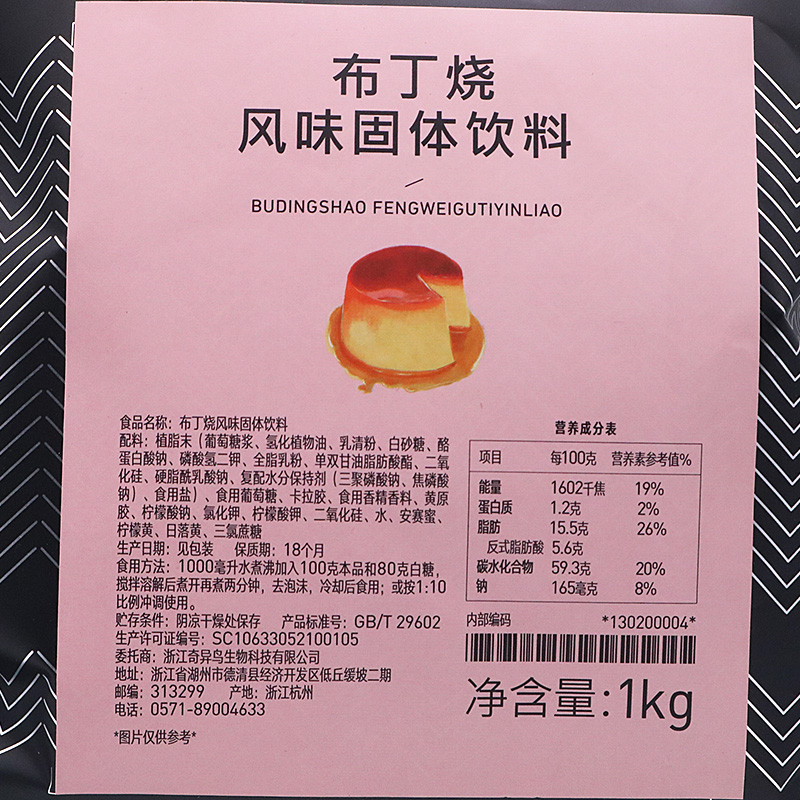 布丁烧
风味固体饮料
BUDINGSHAO FENGWEIGUTIYINLIAO
食品名称：布丁烧风味固体饮料
配料：植脂末（葡萄糖浆、氢化植物油、乳清粉、白砂糖、酪
蛋白酸钠、磷酸氢二钾、全脂乳粉、单双甘油脂肪酸酯、二氧
化硅、硬脂酰乳酸钠、复配水分保持剂（三聚磷酸钠、焦磷酸
钠）、食用盐）、食用葡萄糖、卡拉胶、食用香精香料、黄原
胶、柠檬酸钠、氯化钾、柠檬酸钾、二氧化硅、水、安赛蜜、
柠檬黄、日落黄、三氯蔗糖
生产日期：见包装 保质期：18个月
食用方法：1000毫升水煮沸加入100克本品和80克白糖，
搅拌溶解后煮开再煮两分钟，去泡沫，冷却后食用；或按1:10
比例冲调使用。
贮存条件：阴凉干燥处保存 产品标准号：GB/T 29602
生产许可证编号：SC10633052100105
委托商：浙江奇异鸟生物科技有限公司
地址：浙江省湖州市德清县经济开发区低丘缓坡二期
邮编：313299 产地：浙江杭州
电话：0571-89004633
*图片仅供参考*
营养成分表
项目 每100克 营养素参考值%
能量 1602千焦 19%
蛋白质 1.2克 2%
脂肪 15.5克 26%
反式脂肪酸 5.6克
碳水化合物 59.3克 20%
钠 165毫克 8%
内部编码 *130200004*
净含量:1kg